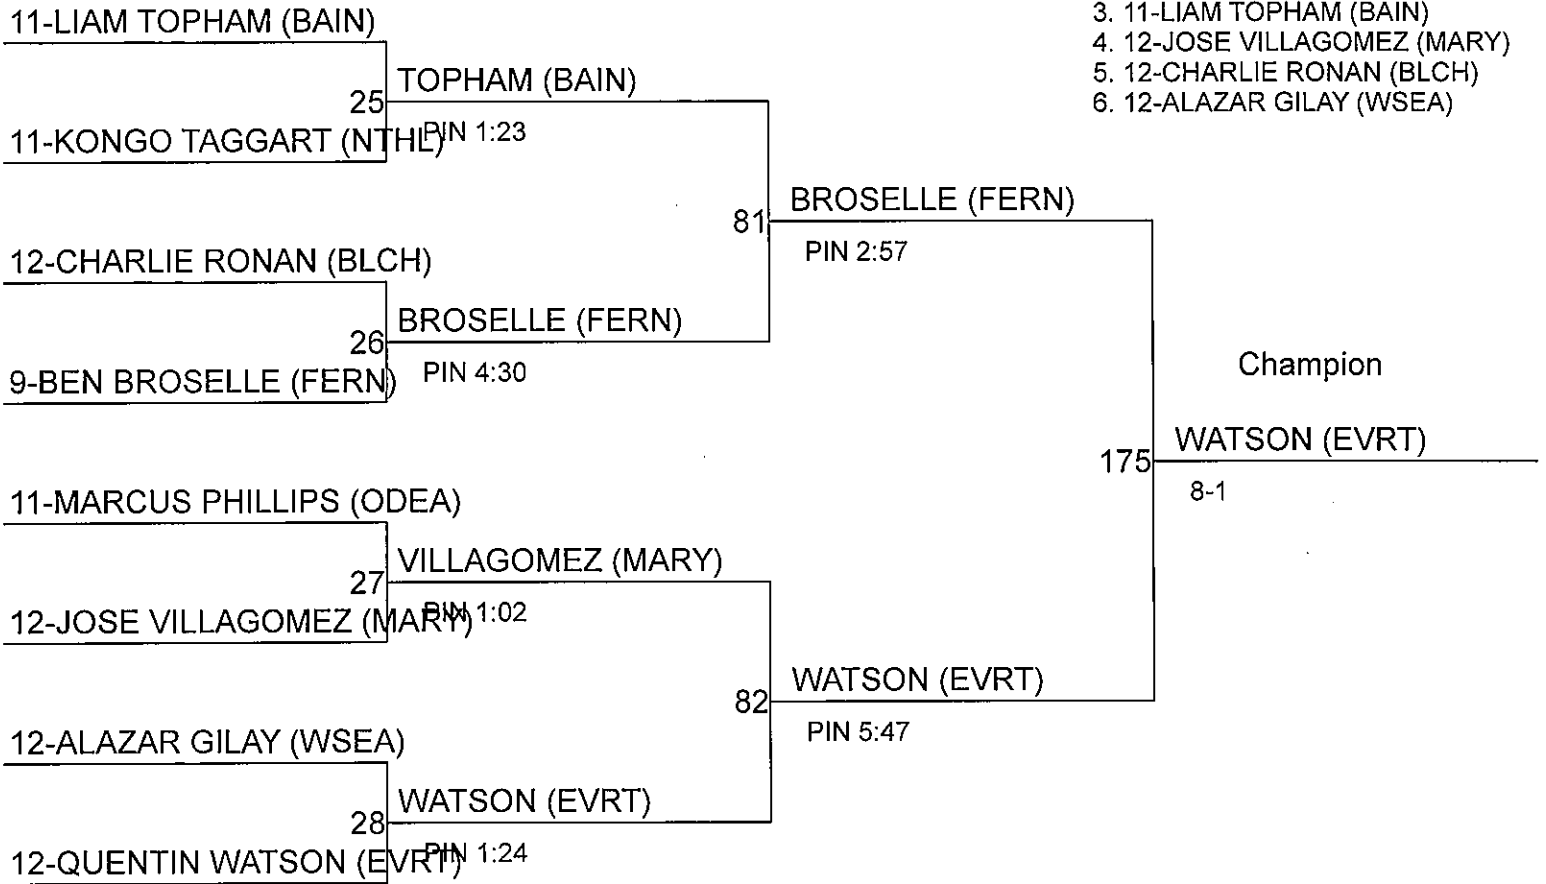 11-LIAM TOPHAM (BAIN)
25
TOPHAM (BAIN)
PIN 1:23
11-KONGO TAGGART (NTHL)
12-CHARLIE RONAN (BLCH)
26
BROSELLE (FERN)
PIN 4:30
9-BEN BROSELLE (FERN)
81
BROSELLE (FERN)
PIN 2:57
11-MARCUS PHILLIPS (ODEA)
27
VILLAGOMEZ (MARY)
PIN 1:02
12-JOSE VILLAGOMEZ (MARY)
12-ALAZAR GILAY (WSEA)
28
WATSON (EVRT)
PIN 1:24
12-QUENTIN WATSON (EVRT)
82
WATSON (EVRT)
PIN 5:47
Champion
175
WATSON (EVRT)
8-1
3. 11-LIAM TOPHAM (BAIN)
4. 12-JOSE VILLAGOMEZ (MARY)
5. 12-CHARLIE RONAN (BLCH)
6. 12-ALAZAR GILAY (WSEA)